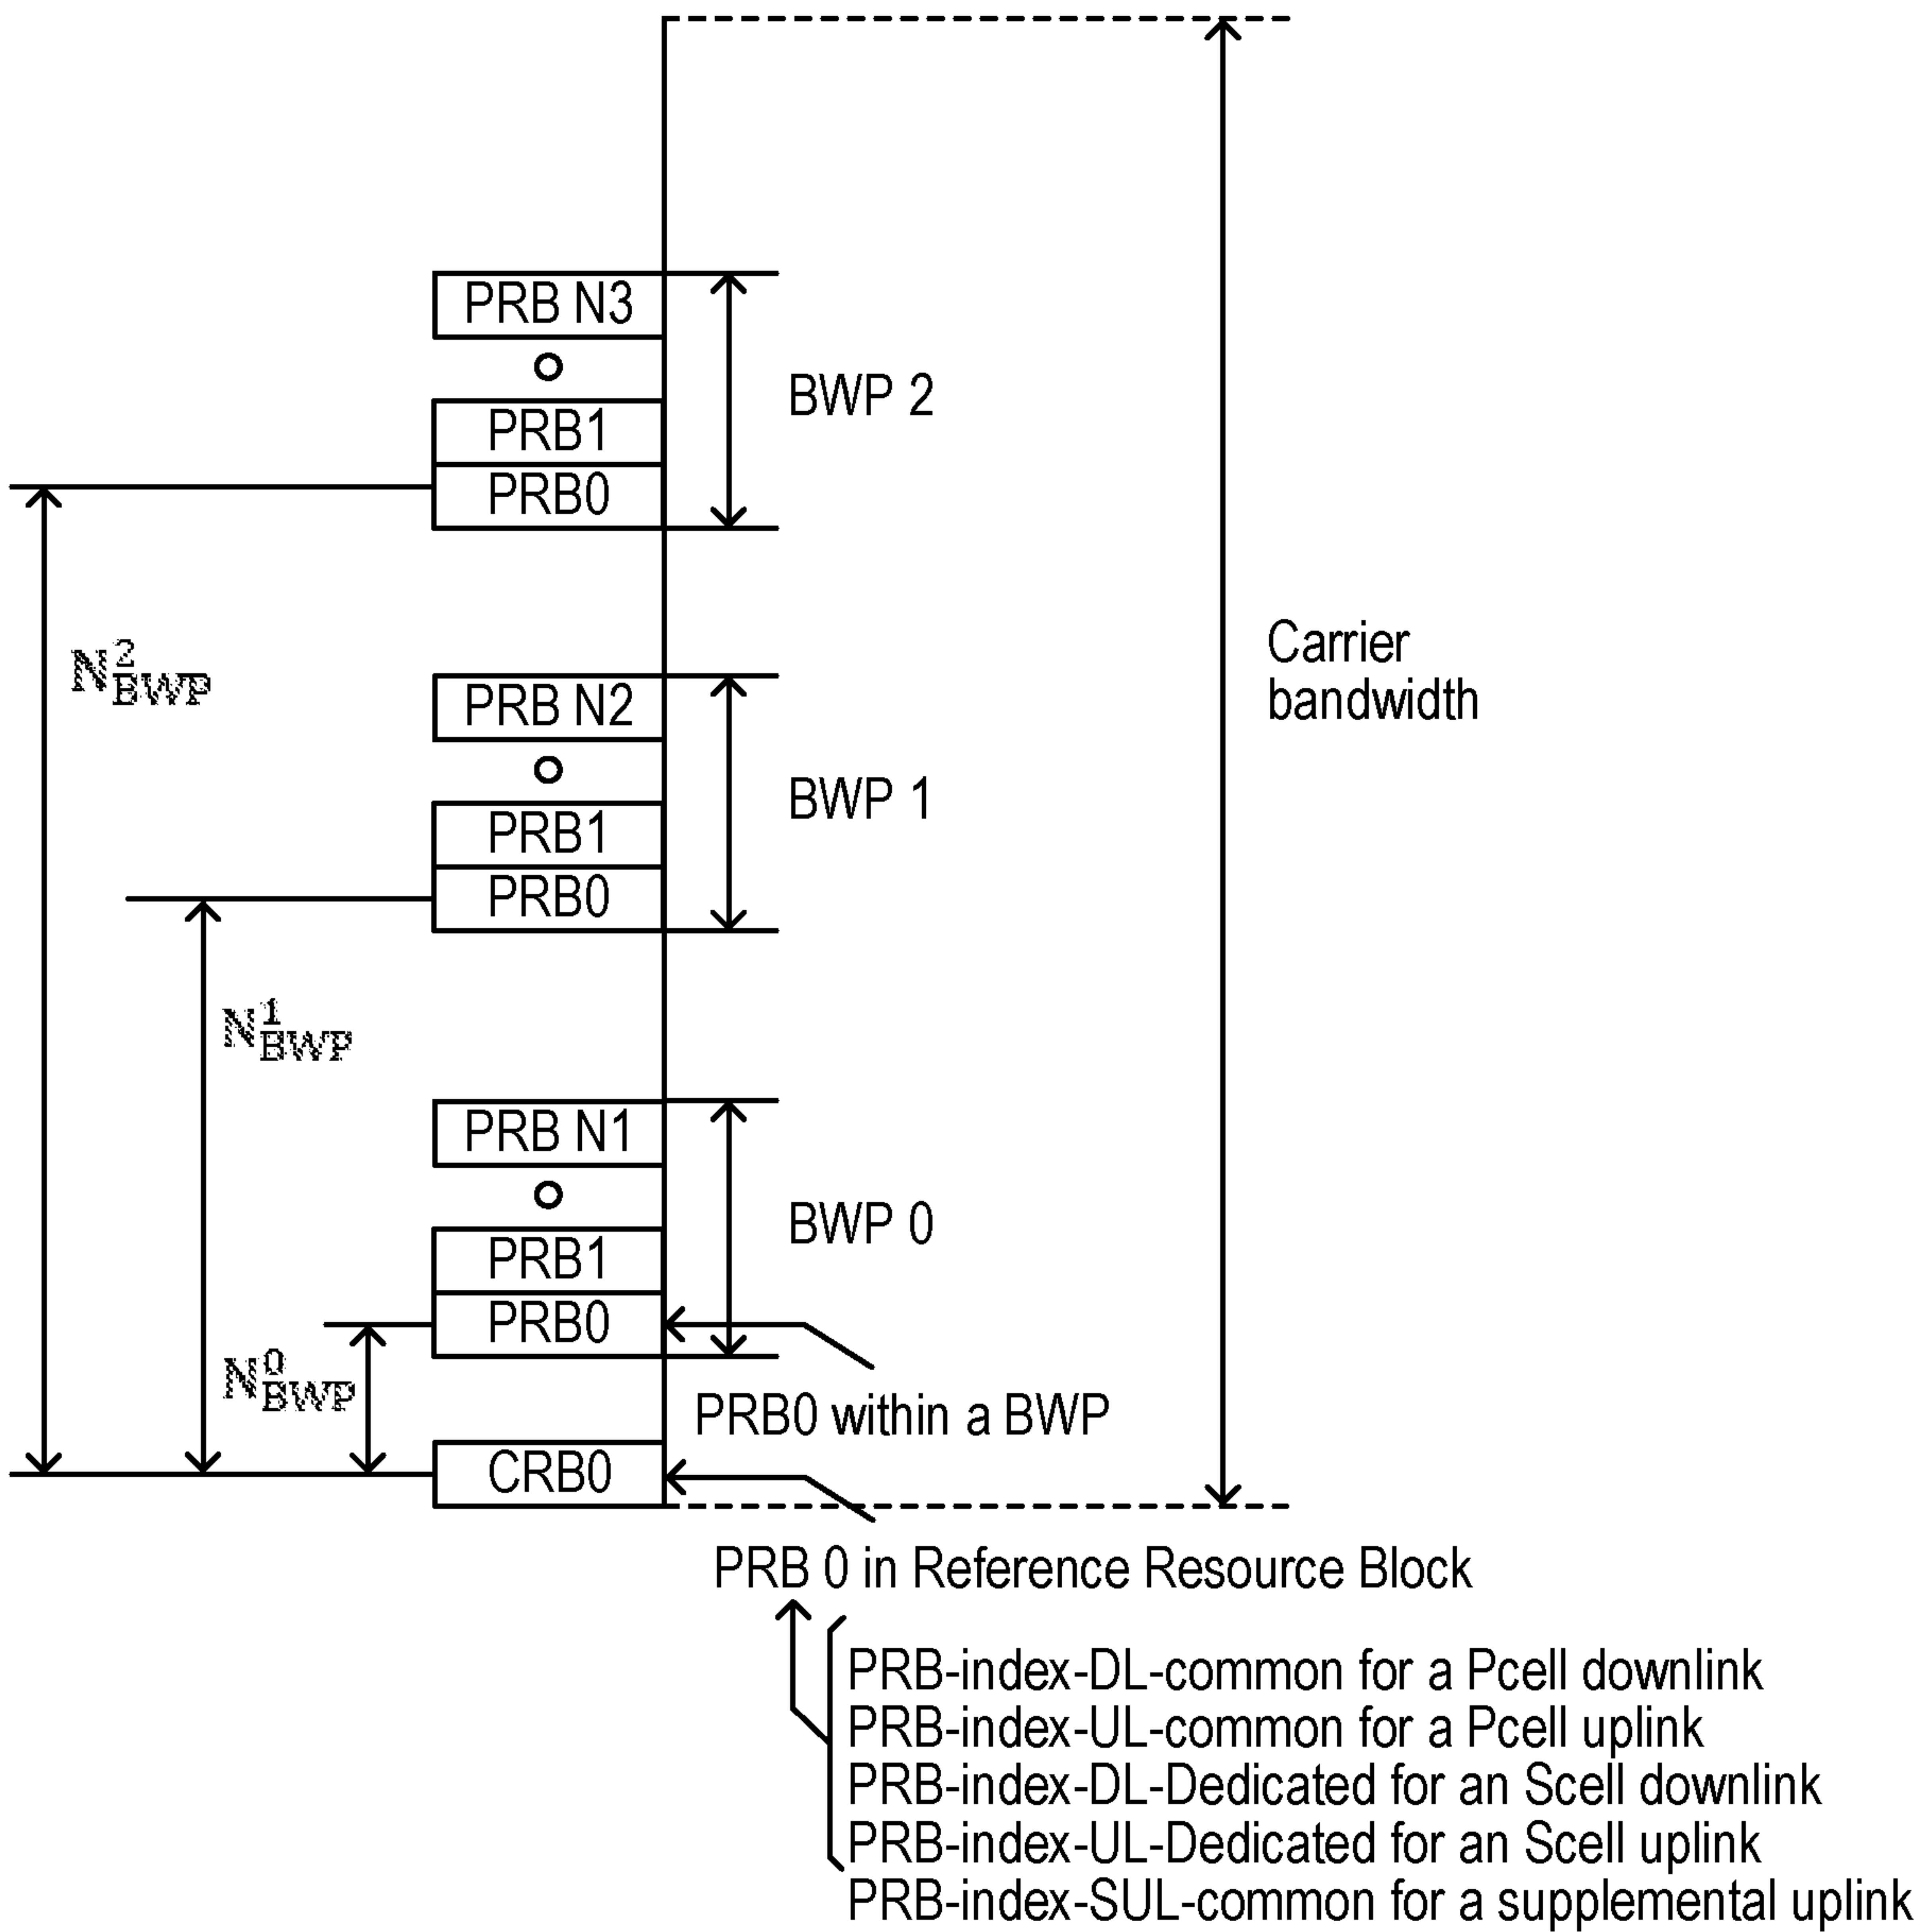 PRB N3
BWP 2
PRB1
PRB0
N²BWP
Carrier
bandwidth
PRB N2
BWP 1
PRB1
PRB0
N¹BWP
PRB N1
BWP 0
PRB1
PRB0
N⁰BWP
PRB0 within a BWP
CRB0
PRB 0 in Reference Resource Block
PRB-index-DL-common for a Pcell downlink
PRB-index-UL-common for a Pcell uplink
PRB-index-DL-Dedicated for an Scell downlink
PRB-index-UL-Dedicated for an Scell uplink
PRB-index-SUL-common for a supplemental uplink